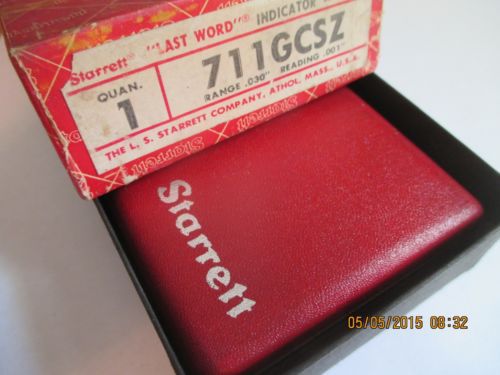 Starrett "LAST WORD"® INDICATOR
QUAN.
1
711GCSZ
RANGE .030" READING .001"
THE L. S. STARRETT COMPANY, ATHOL, MASS., U.S.A.
Starrett
05/05/2015 08:32